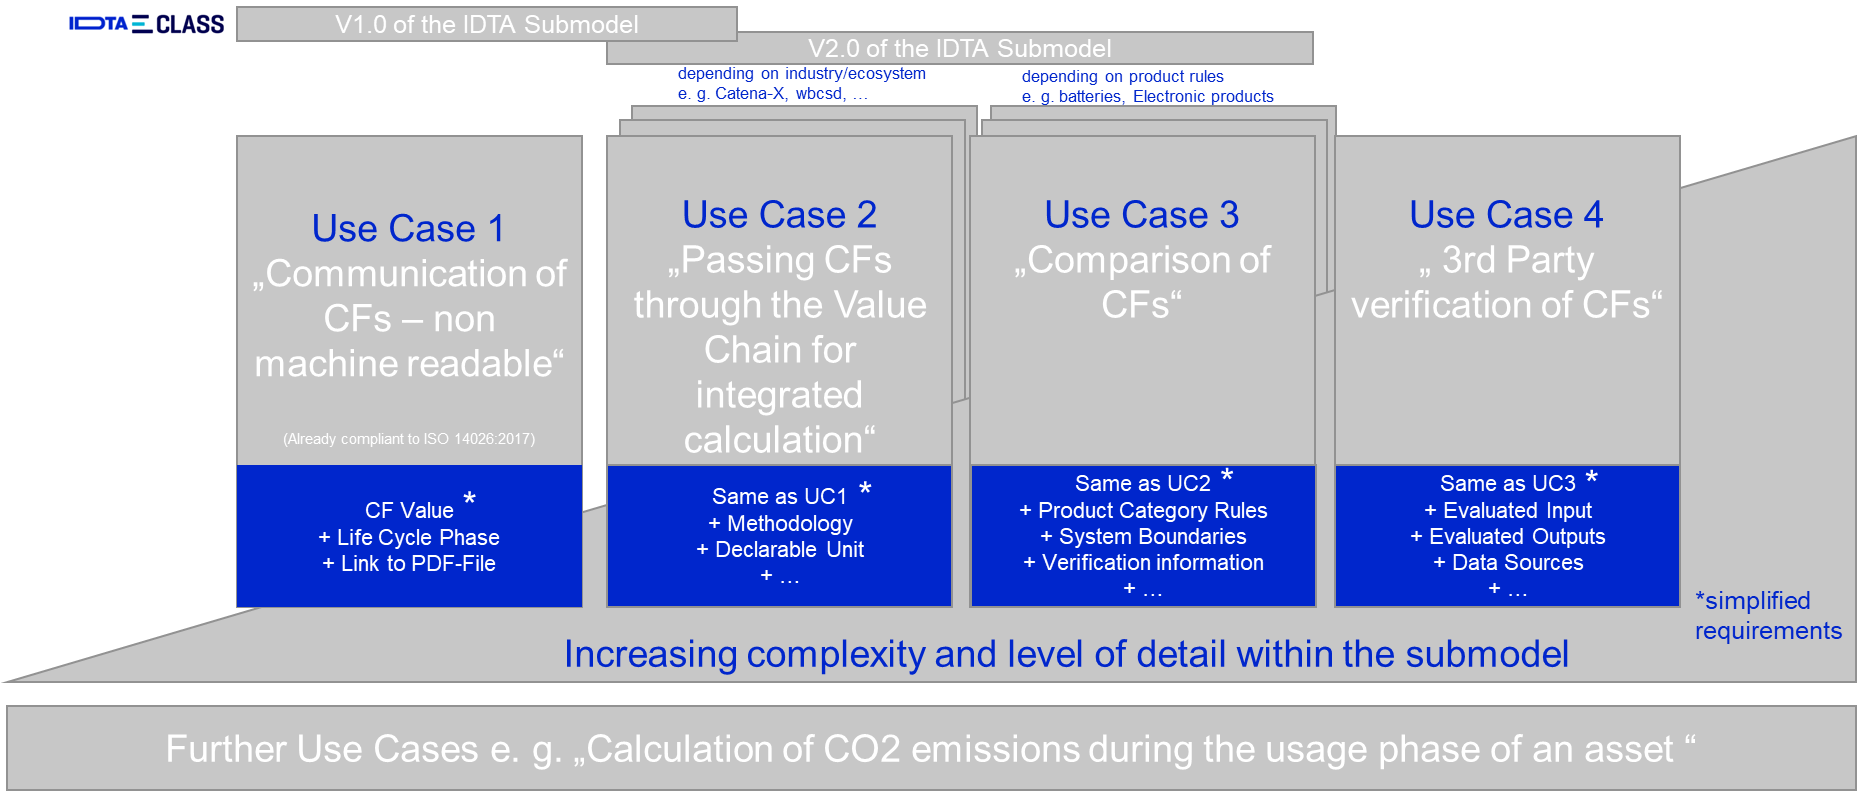 IDTA ECLASS
V1.0 of the IDTA Submodel
V2.0 of the IDTA Submodel
depending on industry/ecosystem
e. g. Catena-X, wbcsd, …
depending on product rules
e. g. batteries, Electronic products
Use Case 1
„Communication of
CFs – non
machine readable“
(Already compliant to ISO 14026:2017)
CF Value *
+ Life Cycle Phase
+ Link to PDF-File
Use Case 2
„Passing CFs
through the Value
Chain for
integrated
calculation“
Same as UC1 *
+ Methodology
+ Declarable Unit
+ …
Use Case 3
„Comparison of
CFs“
Same as UC2 *
+ Product Category Rules
+ System Boundaries
+ Verification information
+ …
Use Case 4
„ 3rd Party
verification of CFs“
Same as UC3 *
+ Evaluated Input
+ Evaluated Outputs
+ Data Sources
+ …
*simplified
requirements
Increasing complexity and level of detail within the submodel
Further Use Cases e. g. „Calculation of CO2 emissions during the usage phase of an asset “